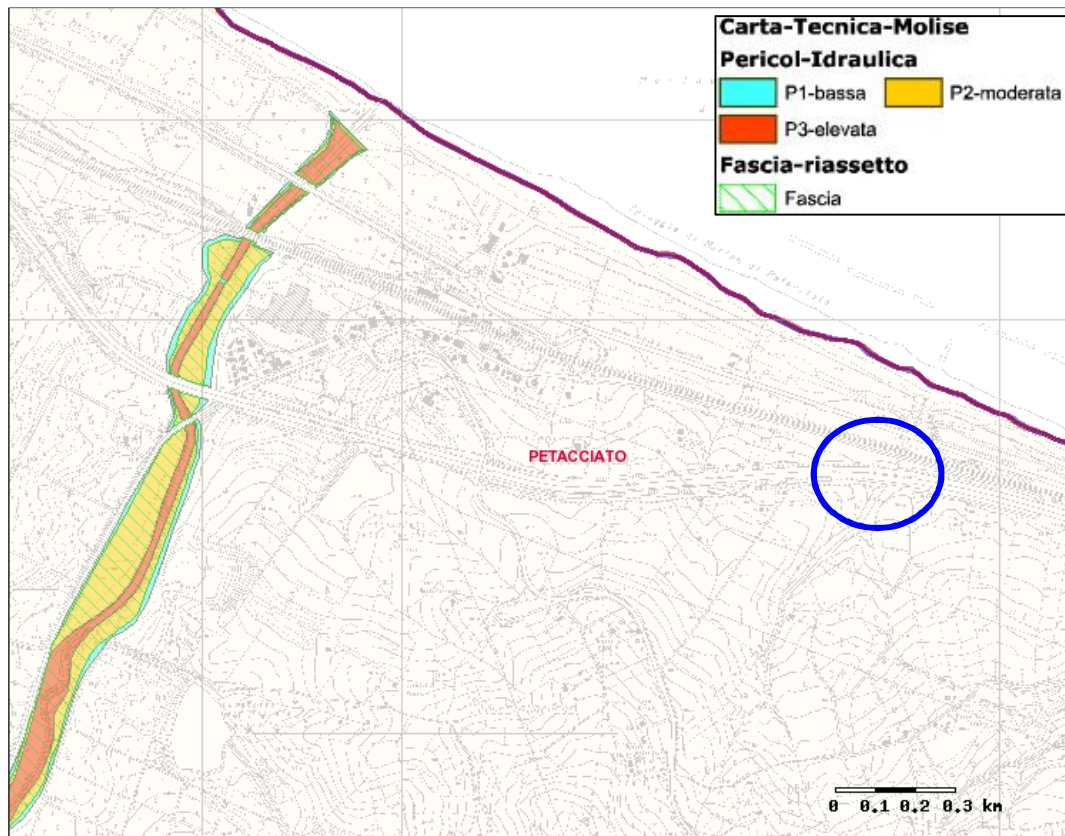 Carta-Tecnica-Molise
Pericol-Idraulica
P1-bassa P2-moderata
P3-elevata
Fascia-riassetto
Fascia
PETACCIATO
0 0.1 0.2 0.3 km